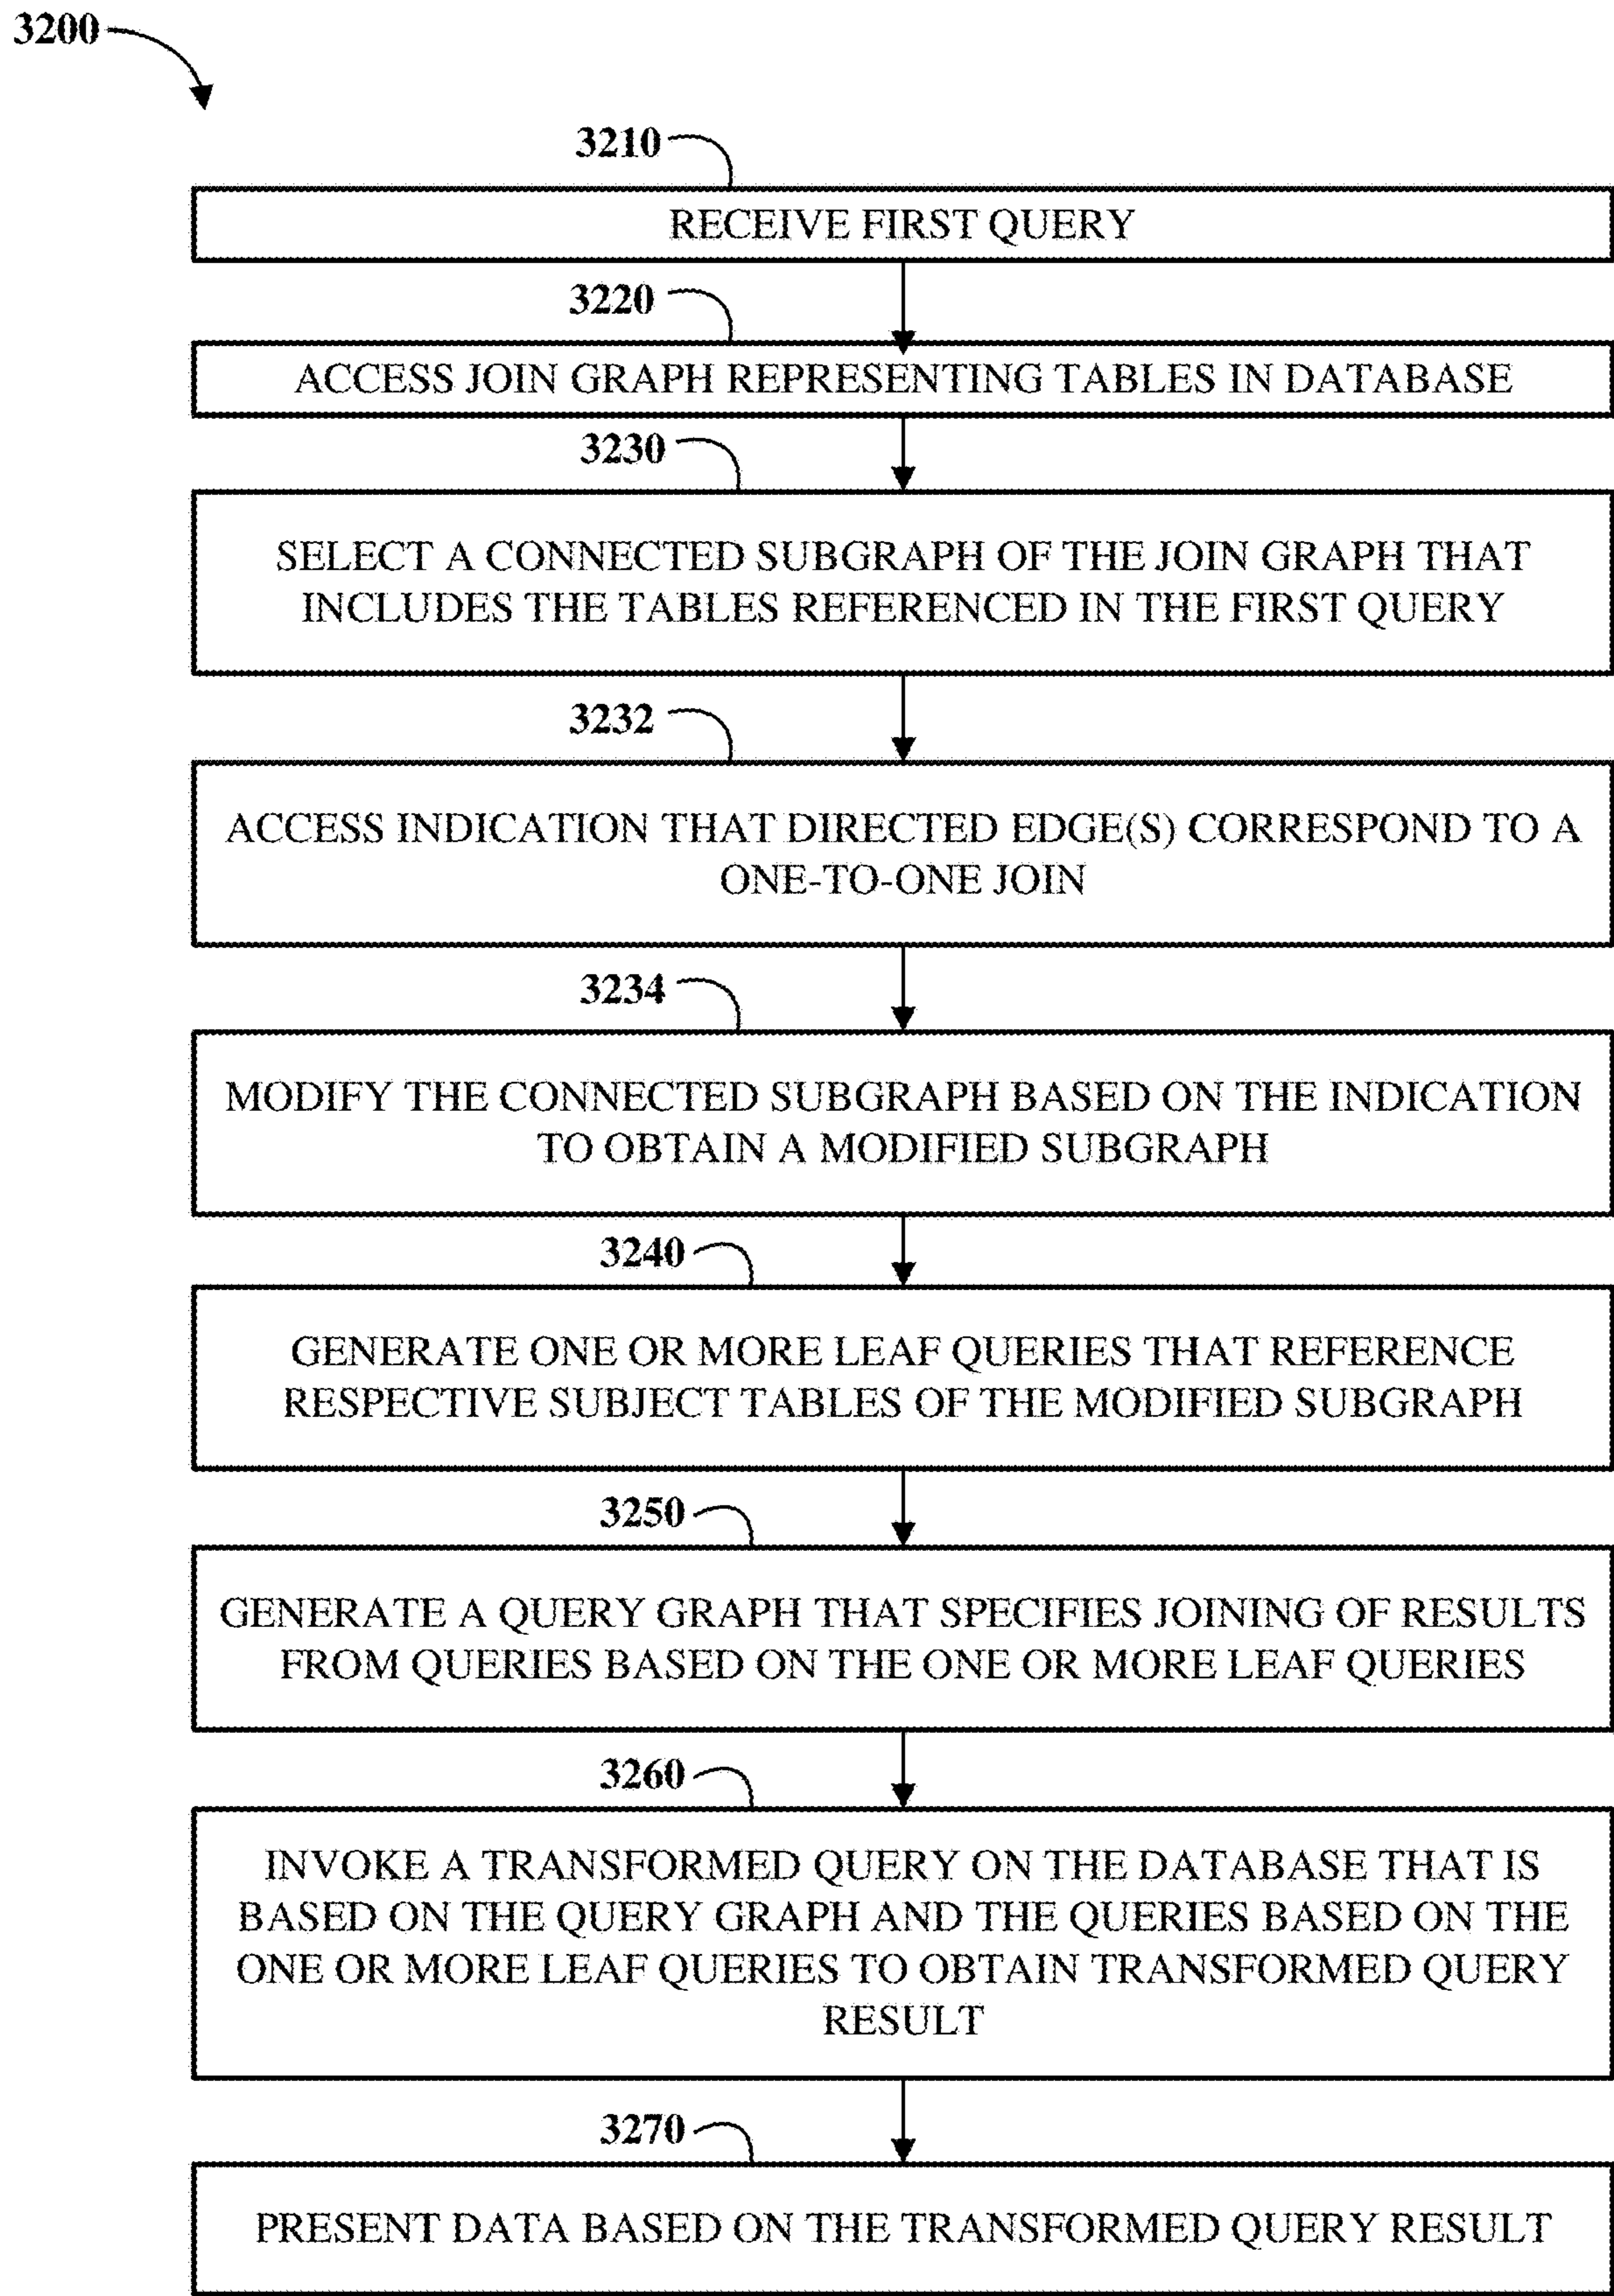 3200
3210
RECEIVE FIRST QUERY
3220
ACCESS JOIN GRAPH REPRESENTING TABLES IN DATABASE
3230
SELECT A CONNECTED SUBGRAPH OF THE JOIN GRAPH THAT
INCLUDES THE TABLES REFERENCED IN THE FIRST QUERY
3232
ACCESS INDICATION THAT DIRECTED EDGE(S) CORRESPOND TO A
ONE-TO-ONE JOIN
3234
MODIFY THE CONNECTED SUBGRAPH BASED ON THE INDICATION
TO OBTAIN A MODIFIED SUBGRAPH
3240
GENERATE ONE OR MORE LEAF QUERIES THAT REFERENCE
RESPECTIVE SUBJECT TABLES OF THE MODIFIED SUBGRAPH
3250
GENERATE A QUERY GRAPH THAT SPECIFIES JOINING OF RESULTS
FROM QUERIES BASED ON THE ONE OR MORE LEAF QUERIES
3260
INVOKE A TRANSFORMED QUERY ON THE DATABASE THAT IS
BASED ON THE QUERY GRAPH AND THE QUERIES BASED ON THE
ONE OR MORE LEAF QUERIES TO OBTAIN TRANSFORMED QUERY
RESULT
3270
PRESENT DATA BASED ON THE TRANSFORMED QUERY RESULT